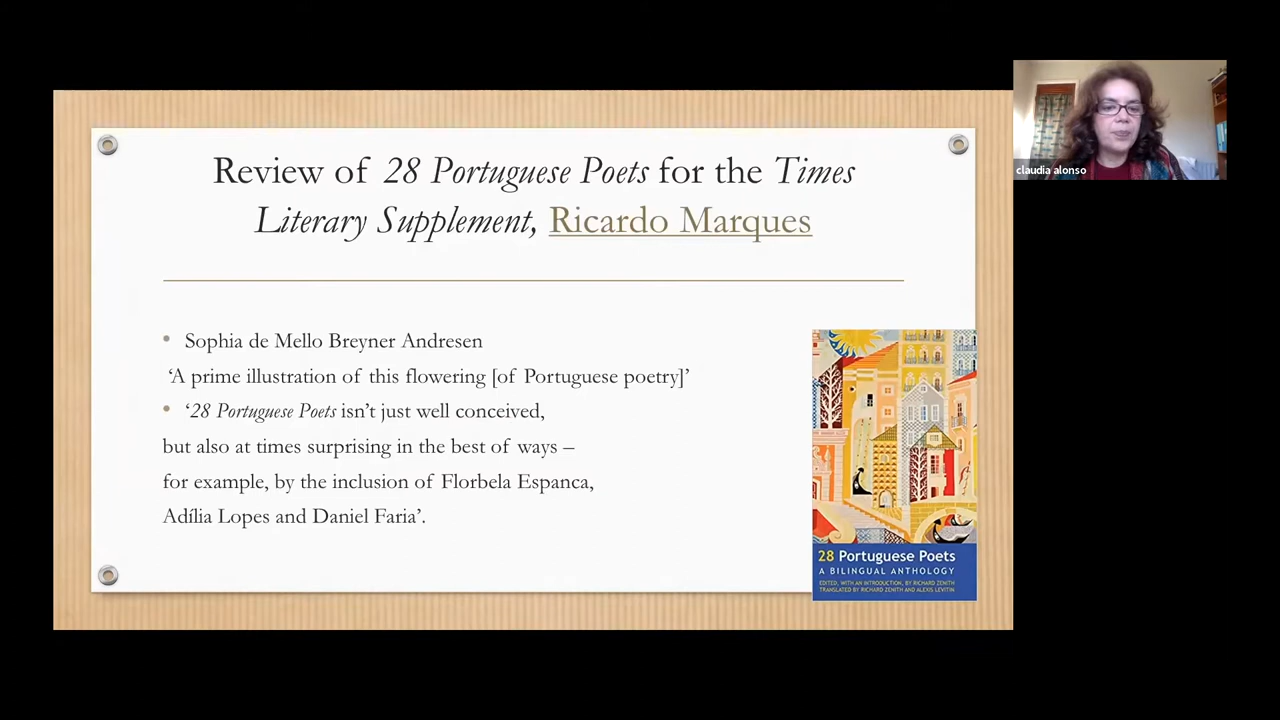 Review of 28 Portuguese Poets for the Times
Literary Supplement, Ricardo Marques
claudia alonso
• Sophia de Mello Breyner Andresen
‘A prime illustration of this flowering [of Portuguese poetry]’
• ‘28 Portuguese Poets isn’t just well conceived,
but also at times surprising in the best of ways –
for example, by the inclusion of Florbela Espanca,
Adília Lopes and Daniel Faria’.
28 Portuguese Poets
A BILINGUAL ANTHOLOGY
EDITED, WITH AN INTRODUCTION, BY RICHARD ZENITH
TRANSLATED BY RICHARD ZENITH AND ALEXIS LEVITIN